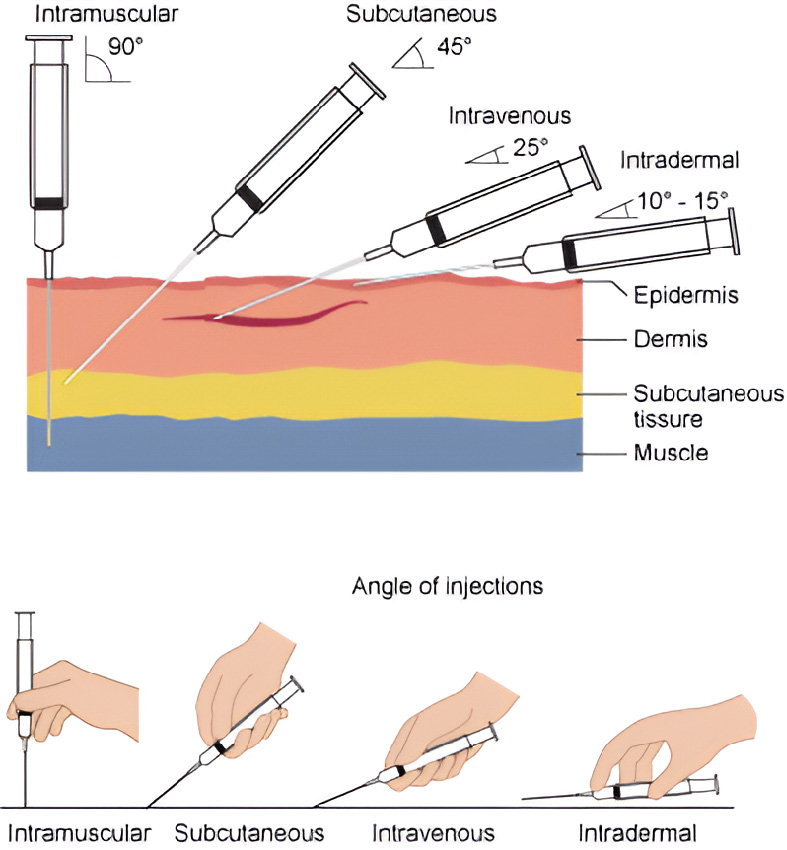 Intramuscular
90°
Subcutaneous
45°
Intravenous
25°
Intradermal
10° - 15°
Epidermis
Dermis
Subcutaneous
tissure
Muscle
Angle of injections
Intramuscular
Subcutaneous
Intravenous
Intradermal